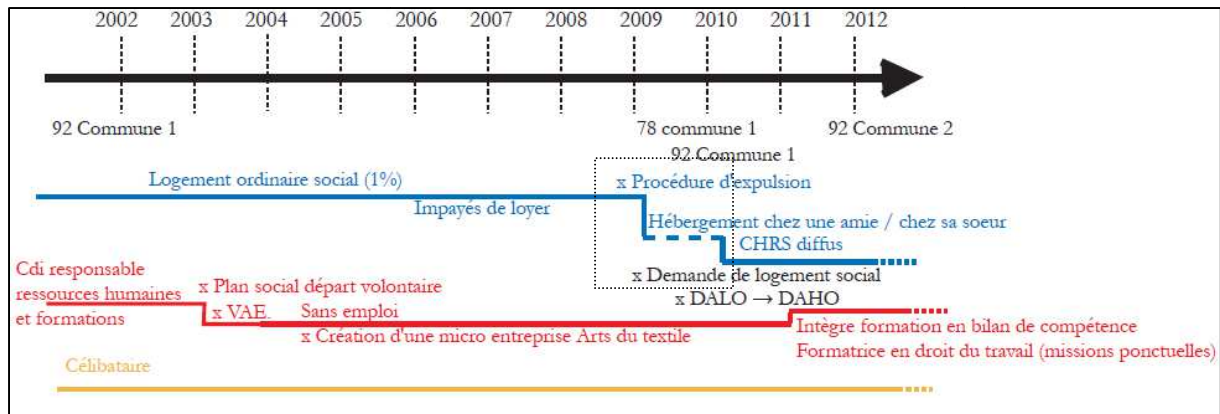 2002 2003 2004 2005 2006 2007 2008 2009 2010 2011 2012
92 Commune 1
78 commune 1
92 Commune 2
92 Commune 1
Logement ordinaire social (1%)
x Procédure d'expulsion
Impayés de loyer
Hébergement chez une amie / chez sa soeur
CHRS diffus
Cdi responsable
ressources humaines
et formations
x Plan social départ volontaire
x VAE.
Sans emploi
x Création d'une micro entreprise Arts du textile
x Demande de logement social
x DALO → DAHO
Intègre formation en bilan de compétence
Formatrice en droit du travail (missions ponctuelles)
Célibataire